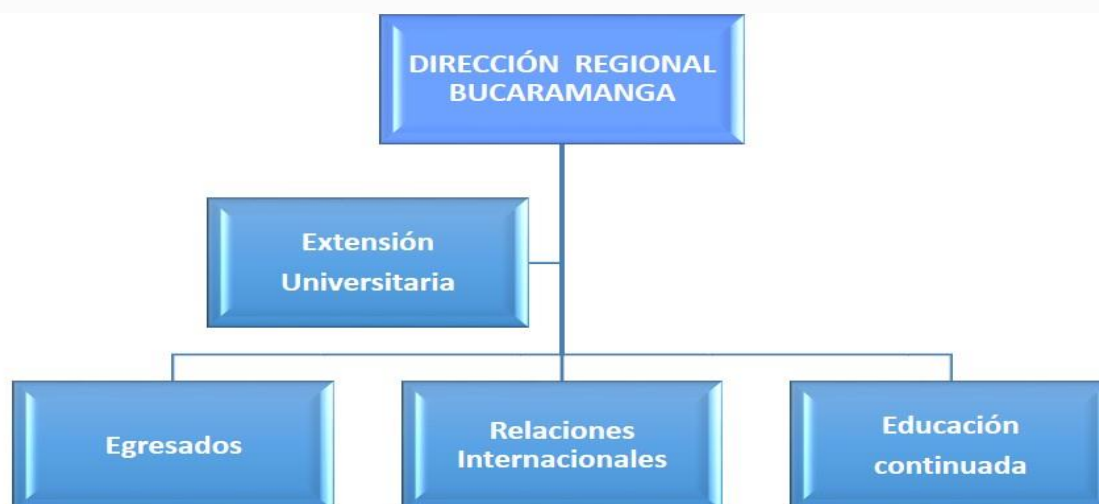 DIRECCIÓN REGIONAL
BUCARAMANGA
Extensión
Universitaria
Egresados
Relaciones
Internacionales
Educación
continuada